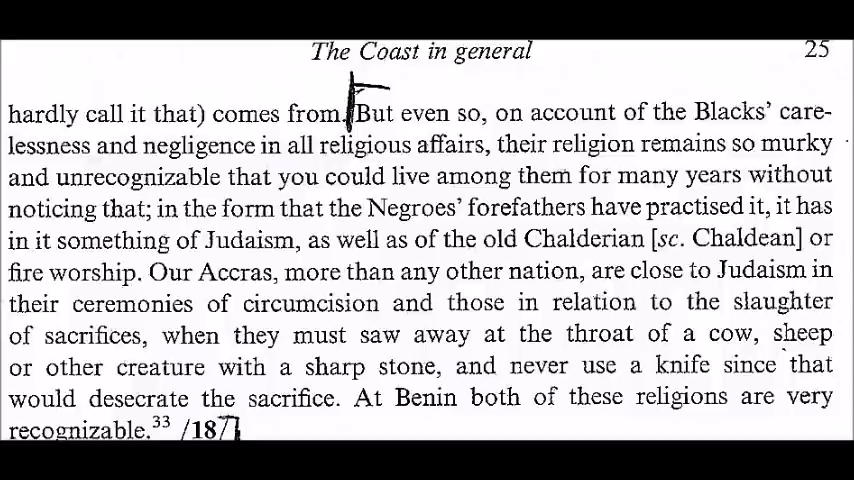 The Coast in general 25
hardly call it that) comes from. But even so, on account of the Blacks' care-
lessness and negligence in all religious affairs, their religion remains so murky
and unrecognizable that you could live among them for many years without
noticing that; in the form that the Negroes' forefathers have practised it, it has
in it something of Judaism, as well as of the old Chalderian [sc. Chaldean] or
fire worship. Our Accras, more than any other nation, are close to Judaism in
their ceremonies of circumcision and those in relation to the slaughter
of sacrifices, when they must saw away at the throat of a cow, sheep
or other creature with a sharp stone, and never use a knife since that
would desecrate the sacrifice. At Benin both of these religions are very
recognizable.³³ /187